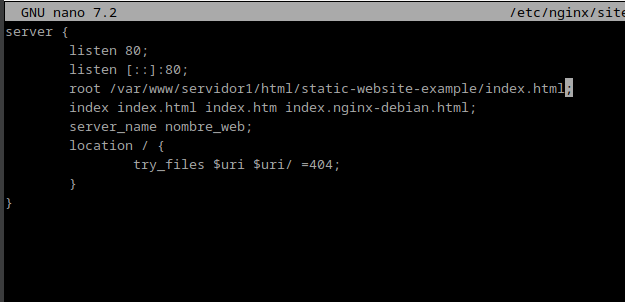 GNU nano 7.2 /etc/nginx/site
server {
listen 80;
listen [::]:80;
root /var/www/servidor1/html/static-website-example/index.html;
index index.html index.htm index.nginx-debian.html;
server_name nombre_web;
location / {
try_files $uri $uri/ =404;
}
}